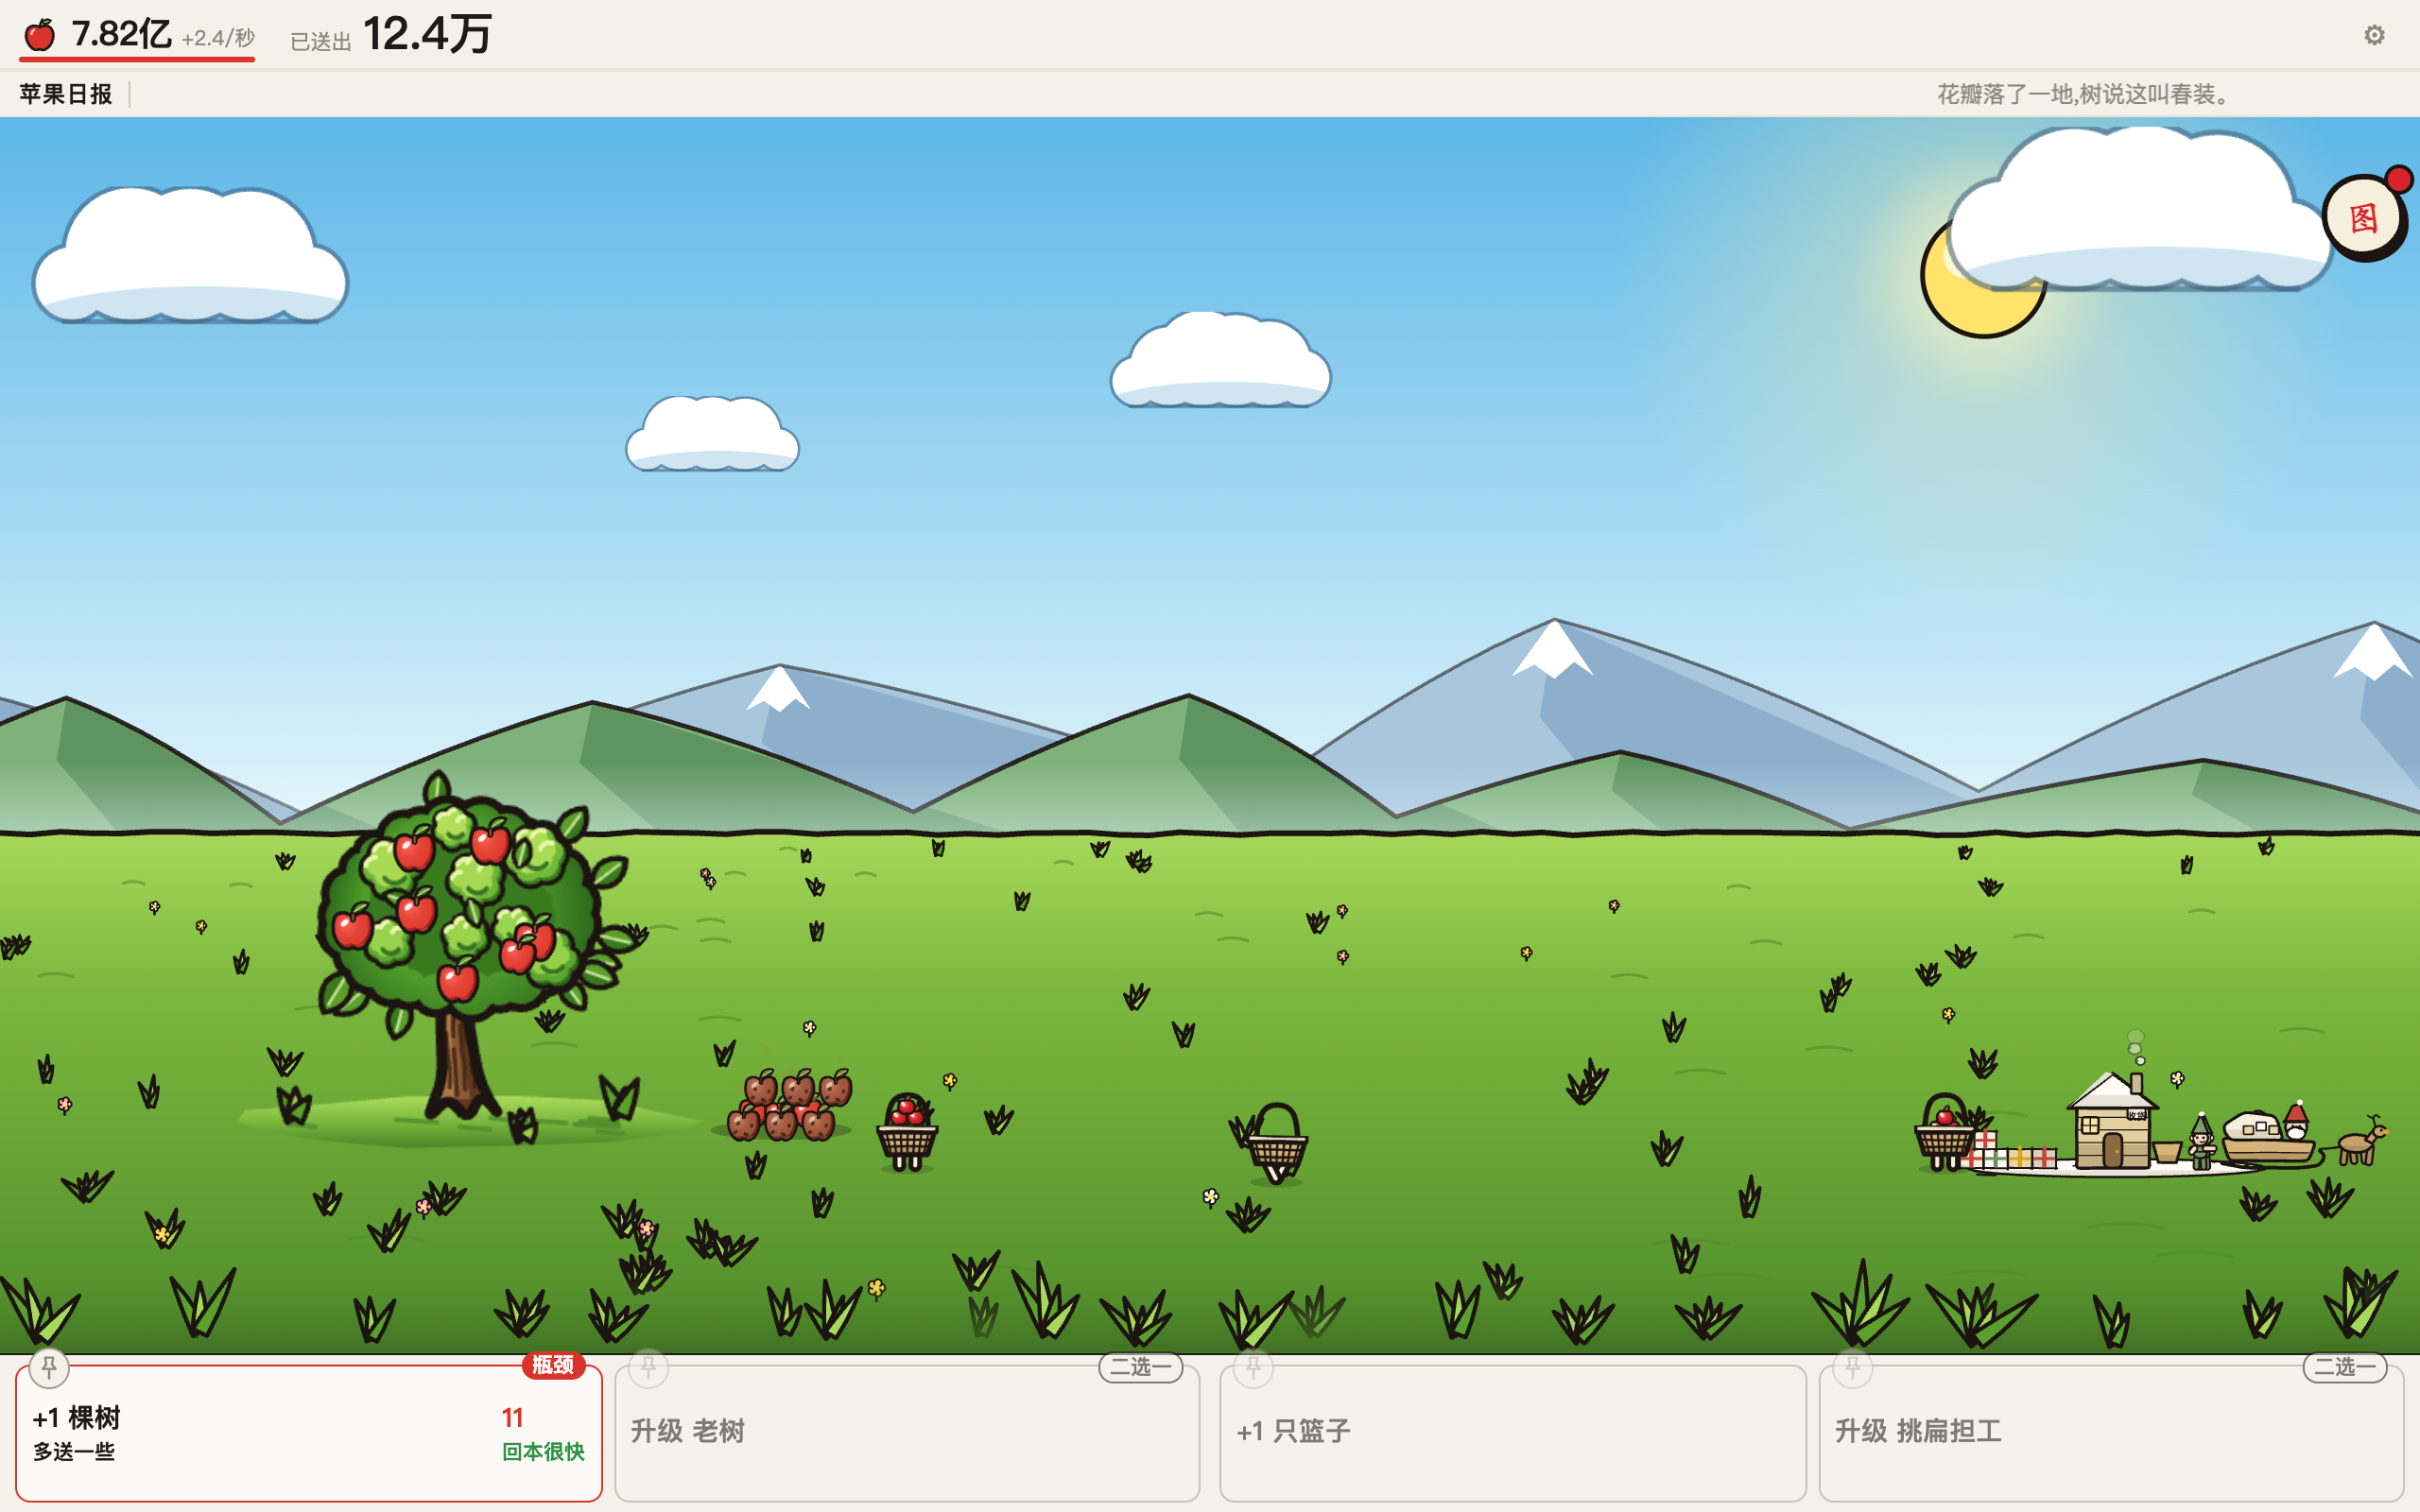 7.82亿 +2.4/秒 已送出 12.4万
苹果日报 花瓣落了一地,树说这叫春装。
图
收货
瓶颈
+1 棵树 11
多送一些 回本很快
二选一
升级 老树
+1 只篮子
二选一
升级 挑扁担工